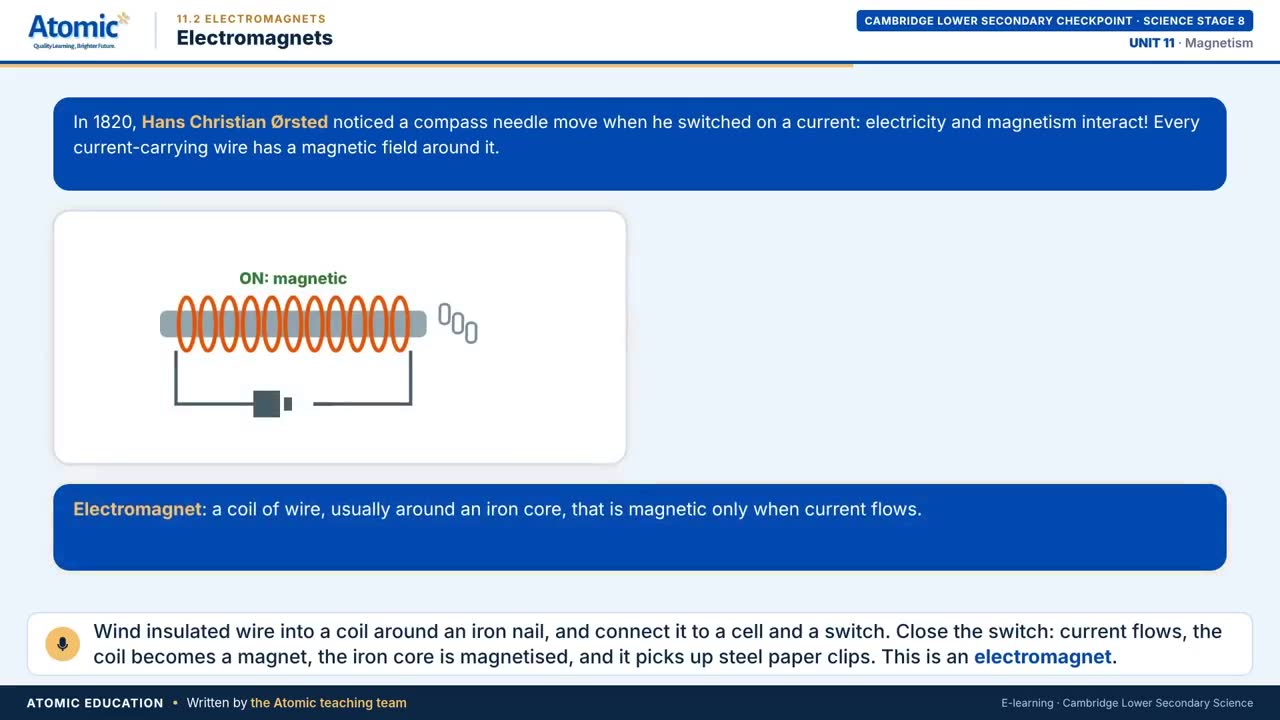 Atomic
Quality Learning, Brighter Future.
11.2 ELECTROMAGNETS
Electromagnets
CAMBRIDGE LOWER SECONDARY CHECKPOINT · SCIENCE STAGE 8
UNIT 11 · Magnetism
In 1820, Hans Christian Ørsted noticed a compass needle move when he switched on a current: electricity and magnetism interact! Every
current-carrying wire has a magnetic field around it.
ON: magnetic
Electromagnet: a coil of wire, usually around an iron core, that is magnetic only when current flows.
Wind insulated wire into a coil around an iron nail, and connect it to a cell and a switch. Close the switch: current flows, the
coil becomes a magnet, the iron core is magnetised, and it picks up steel paper clips. This is an electromagnet.
ATOMIC EDUCATION • Written by the Atomic teaching team
E-learning · Cambridge Lower Secondary Science